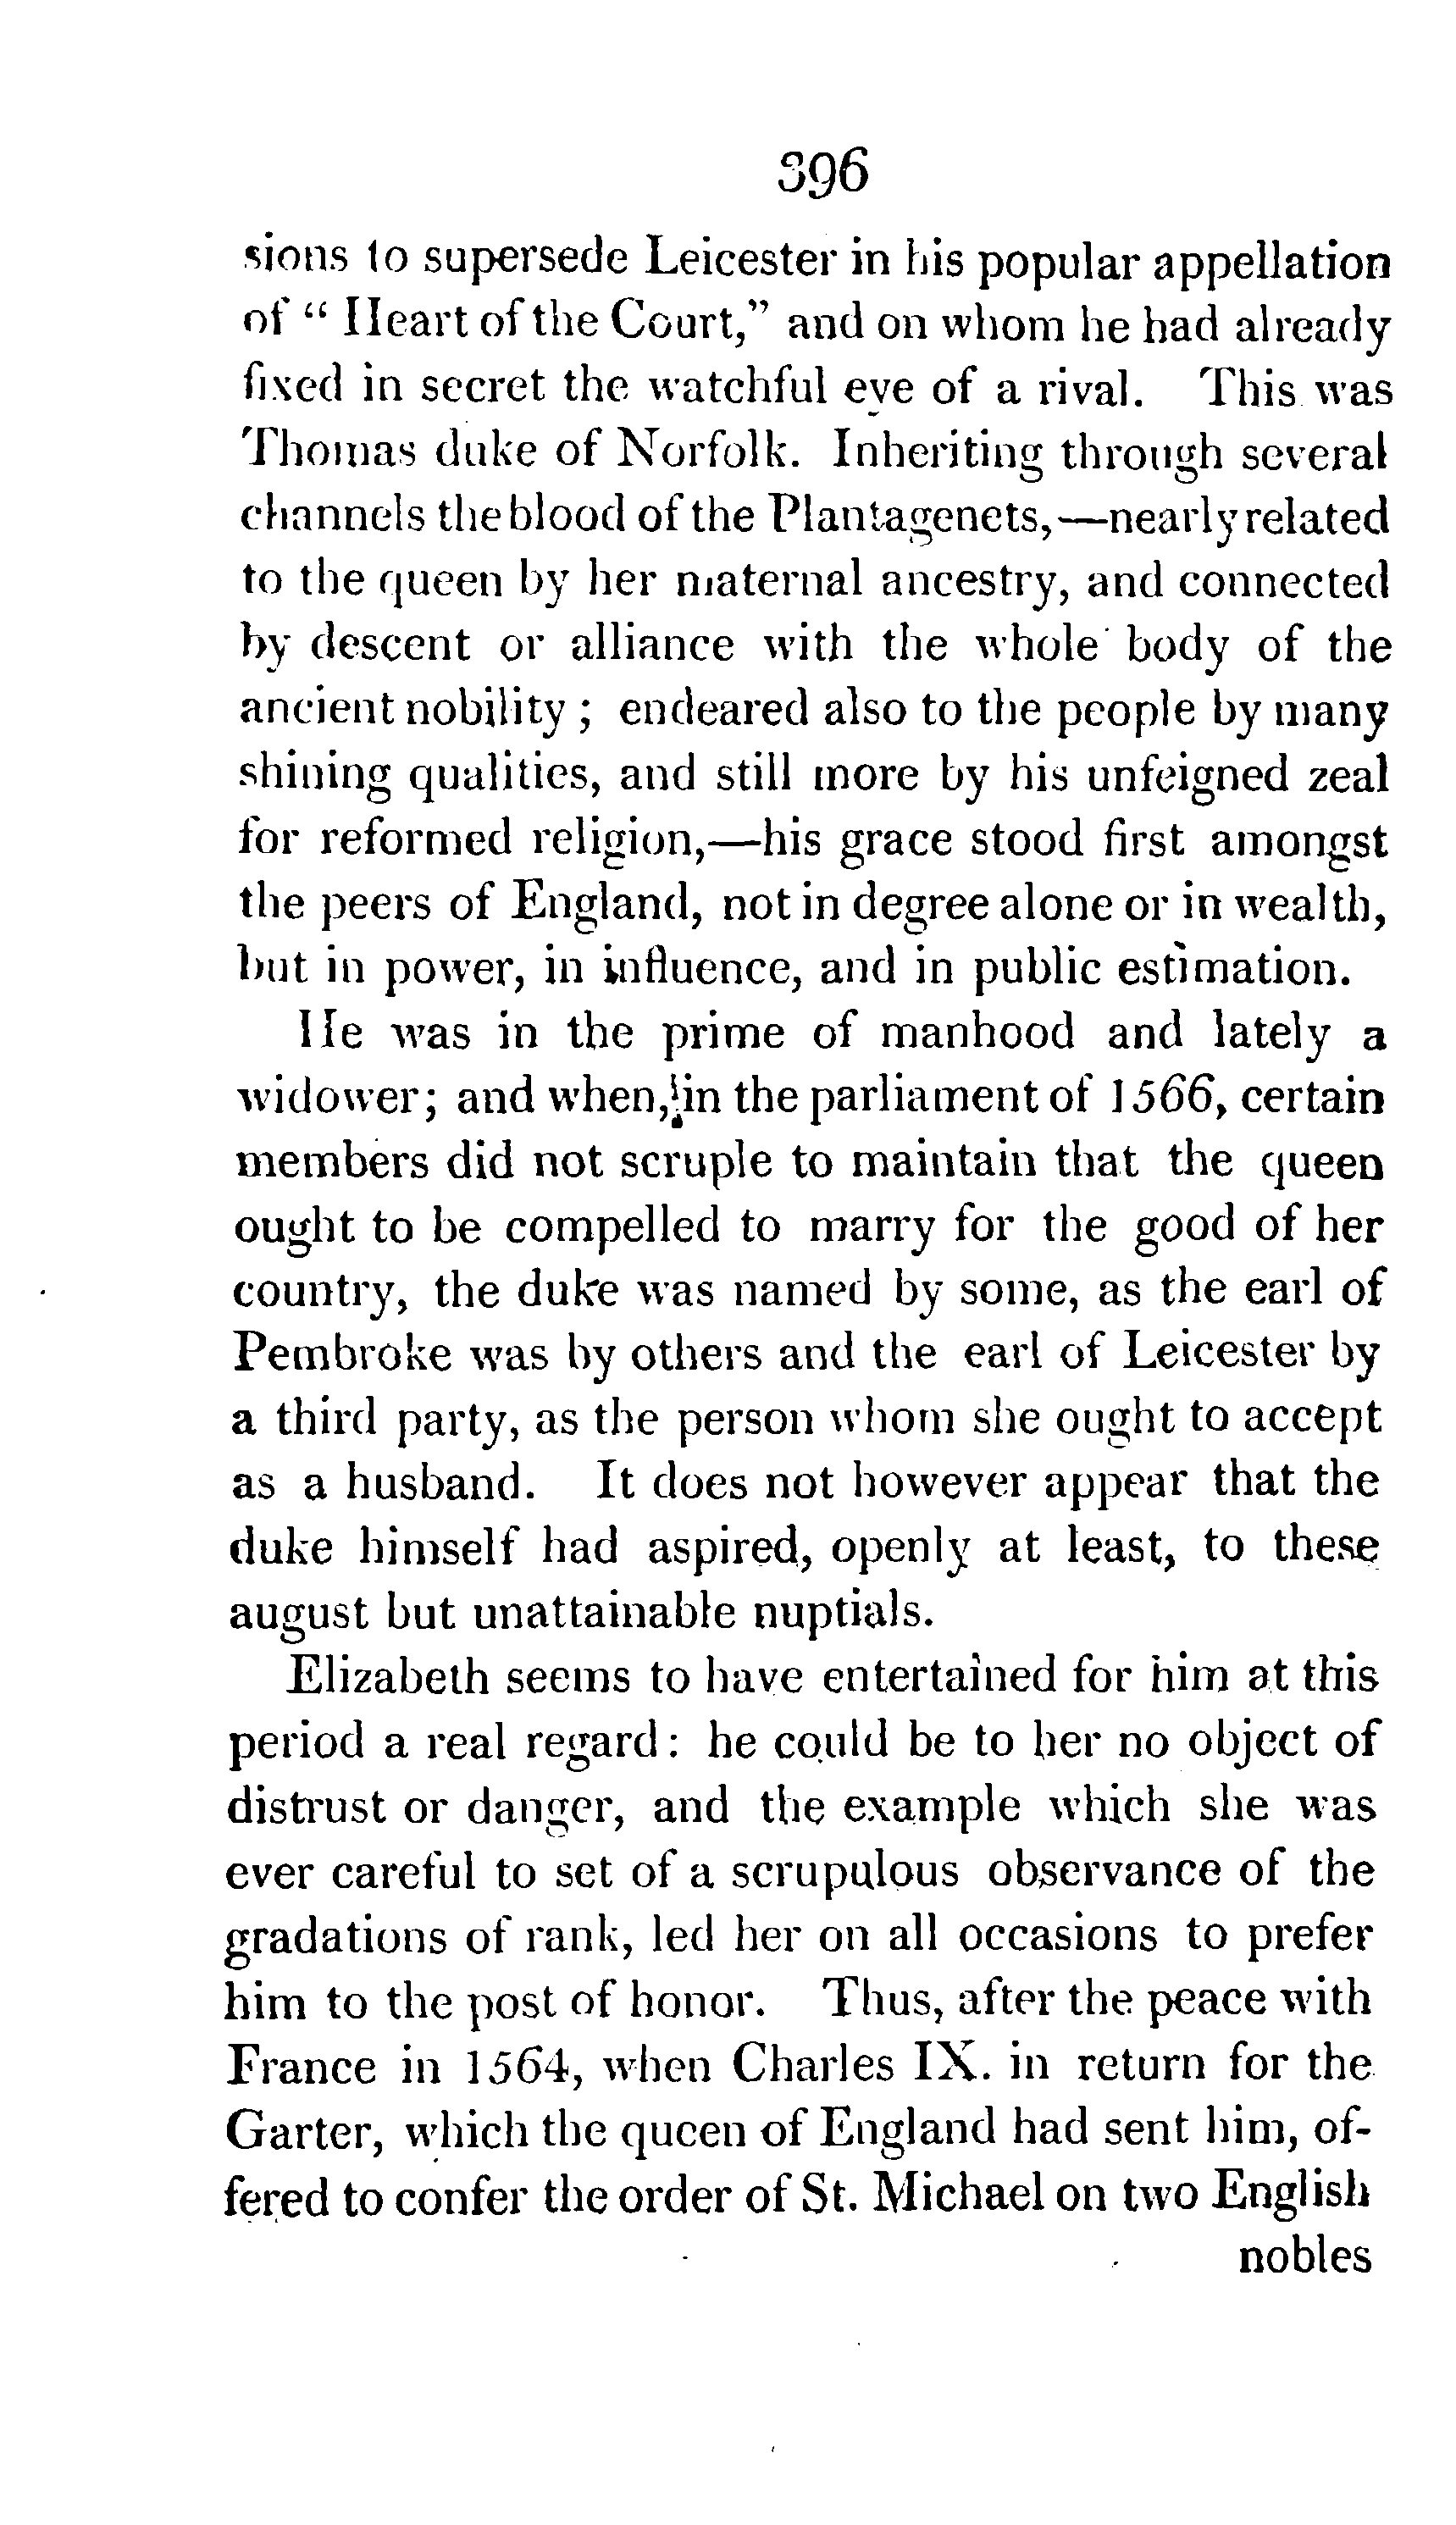 396
sions to supersede Leicester in his popular appellation
of " Heart of the Court," and on whom he had already
fixed in secret the watchful eye of a rival. This was
Thomas duke of Norfolk. Inheriting through several
channels the blood of the Plantagenets,—nearly related
to the queen by her maternal ancestry, and connected
by descent or alliance with the whole body of the
ancient nobility ; endeared also to the people by many
shining qualities, and still more by his unfeigned zeal
for reformed religion,—his grace stood first amongst
the peers of England, not in degree alone or in wealth,
but in power, in influence, and in public estimation.
He was in the prime of manhood and lately a
widower; and when, in the parliament of 1566, certain
members did not scruple to maintain that the queen
ought to be compelled to marry for the good of her
country, the duke was named by some, as the earl of
Pembroke was by others and the earl of Leicester by
a third party, as the person whom she ought to accept
as a husband. It does not however appear that the
duke himself had aspired, openly at least, to these
august but unattainable nuptials.
Elizabeth seems to have entertained for him at this
period a real regard: he could be to her no object of
distrust or danger, and the example which she was
ever careful to set of a scrupulous observance of the
gradations of rank, led her on all occasions to prefer
him to the post of honor. Thus, after the peace with
France in 1564, when Charles IX. in return for the
Garter, which the queen of England had sent him, of-
fered to confer the order of St. Michael on two English
nobles